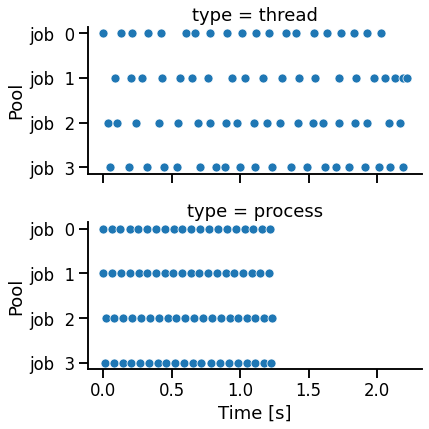 type = thread
job 0
job 1
job 2
job 3
Pool
type = process
job 0
job 1
job 2
job 3
Pool
0.0 0.5 1.0 1.5 2.0
Time [s]